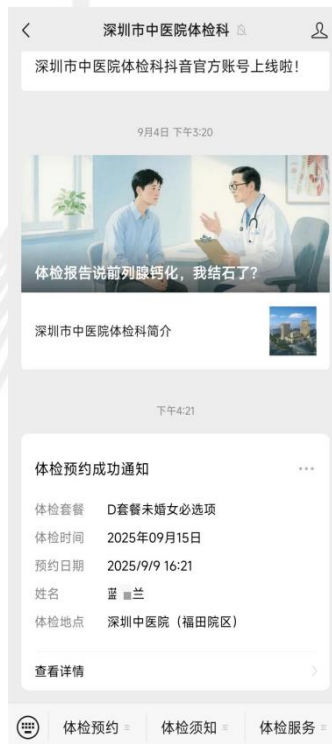 深圳市中医院体检科
深圳市中医院体检科抖音官方账号上线啦！
9月4日 下午3:20
体检报告说前列腺钙化，我结石了？
深圳市中医院体检科简介
下午4:21
体检预约成功通知
体检套餐 D套餐未婚女必选项
体检时间 2025年09月15日
预约日期 2025/9/9 16:21
姓名 蓝 兰
体检地点 深圳中医院（福田院区）
查看详情
体检预约 体检须知 体检服务